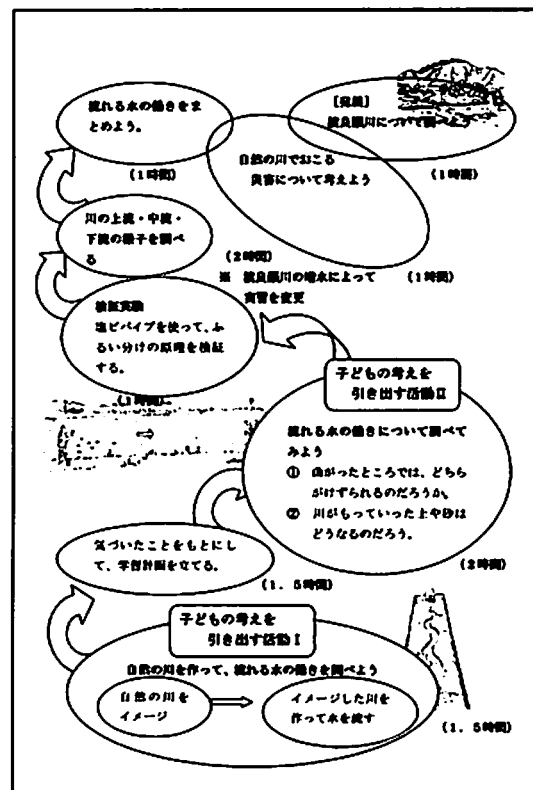 流れる水の働きをま
とめよう。
(1時間)
[発展]
波良瀬川について調べよう
(1時間)
自然の川でおこる
災害について考えよう
(1時間)
川の上流・中流・
下流の様子を調べ
る
(2時間)
※ 波良瀬川の増水によって
実習を変更
検証実験
塩ビパイプを使って、ふ
るい分けの原理を検証
する。
(1時間)
子どもの考えを
引き出す活動Ⅱ
流れる水の働きについて調べて
みよう
① 曲がったところでは、どちら
がけずられるのだろうか。
② 川がもっていった土や砂は
どうなるのだろう。
(2時間)
気づいたことをもとにし
て、学習計画を立てる。
(1.5時間)
子どもの考えを
引き出す活動Ⅰ
自然の川を作って、流れる水の働きを調べよう
自然の川を
イメージ
イメージした川を
作って水を流す
(1.5時間)